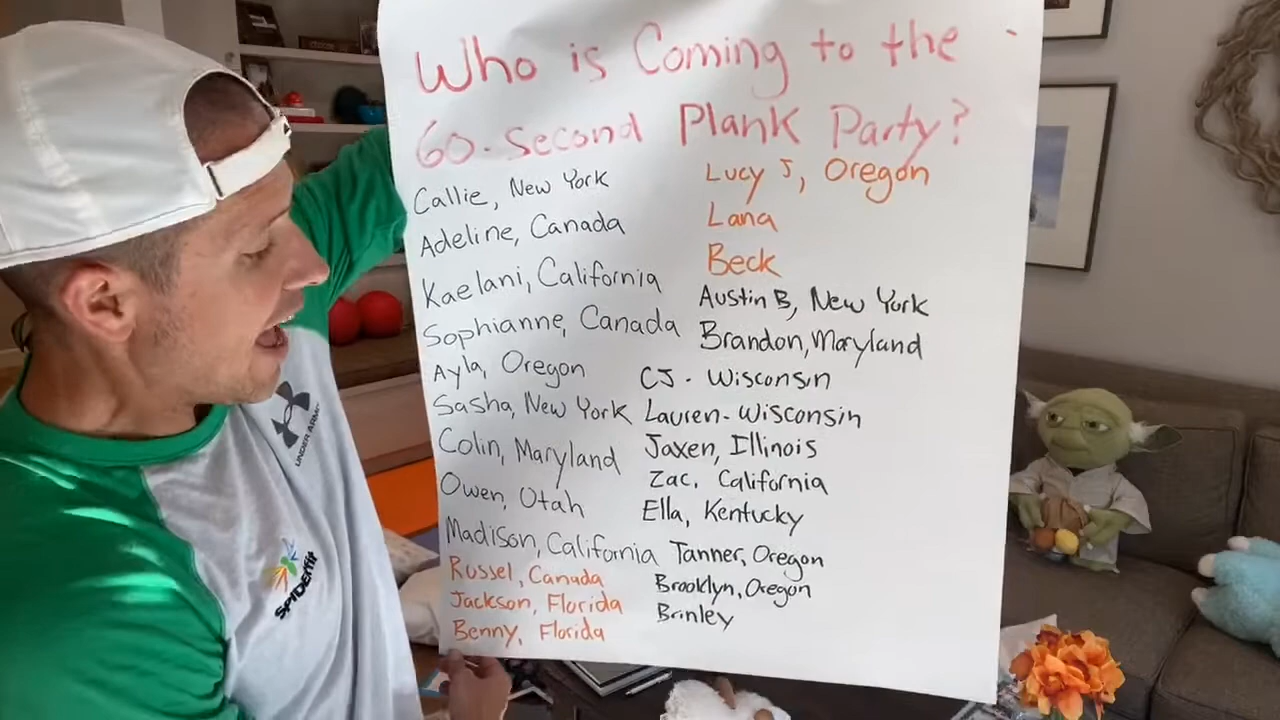 Who is Coming to the
60-Second Plank Party?
Callie, New York
Adeline, Canada
Kaelani, California
Sophianne, Canada
Ayla, Oregon
Sasha, New York
Colin, Maryland
Owen, Utah
Madison, California
Russel, Canada
Jackson, Florida
Benny, Florida
Lucy J, Oregon
Lana
Beck
Austin B, New York
Brandon, Maryland
CJ - Wisconsin
Lauren - Wisconsin
Jaxen, Illinois
Zac, California
Ella, Kentucky
Tanner, Oregon
Brooklyn, Oregon
Brinley
UNDER ARMOUR
SPIDERfit